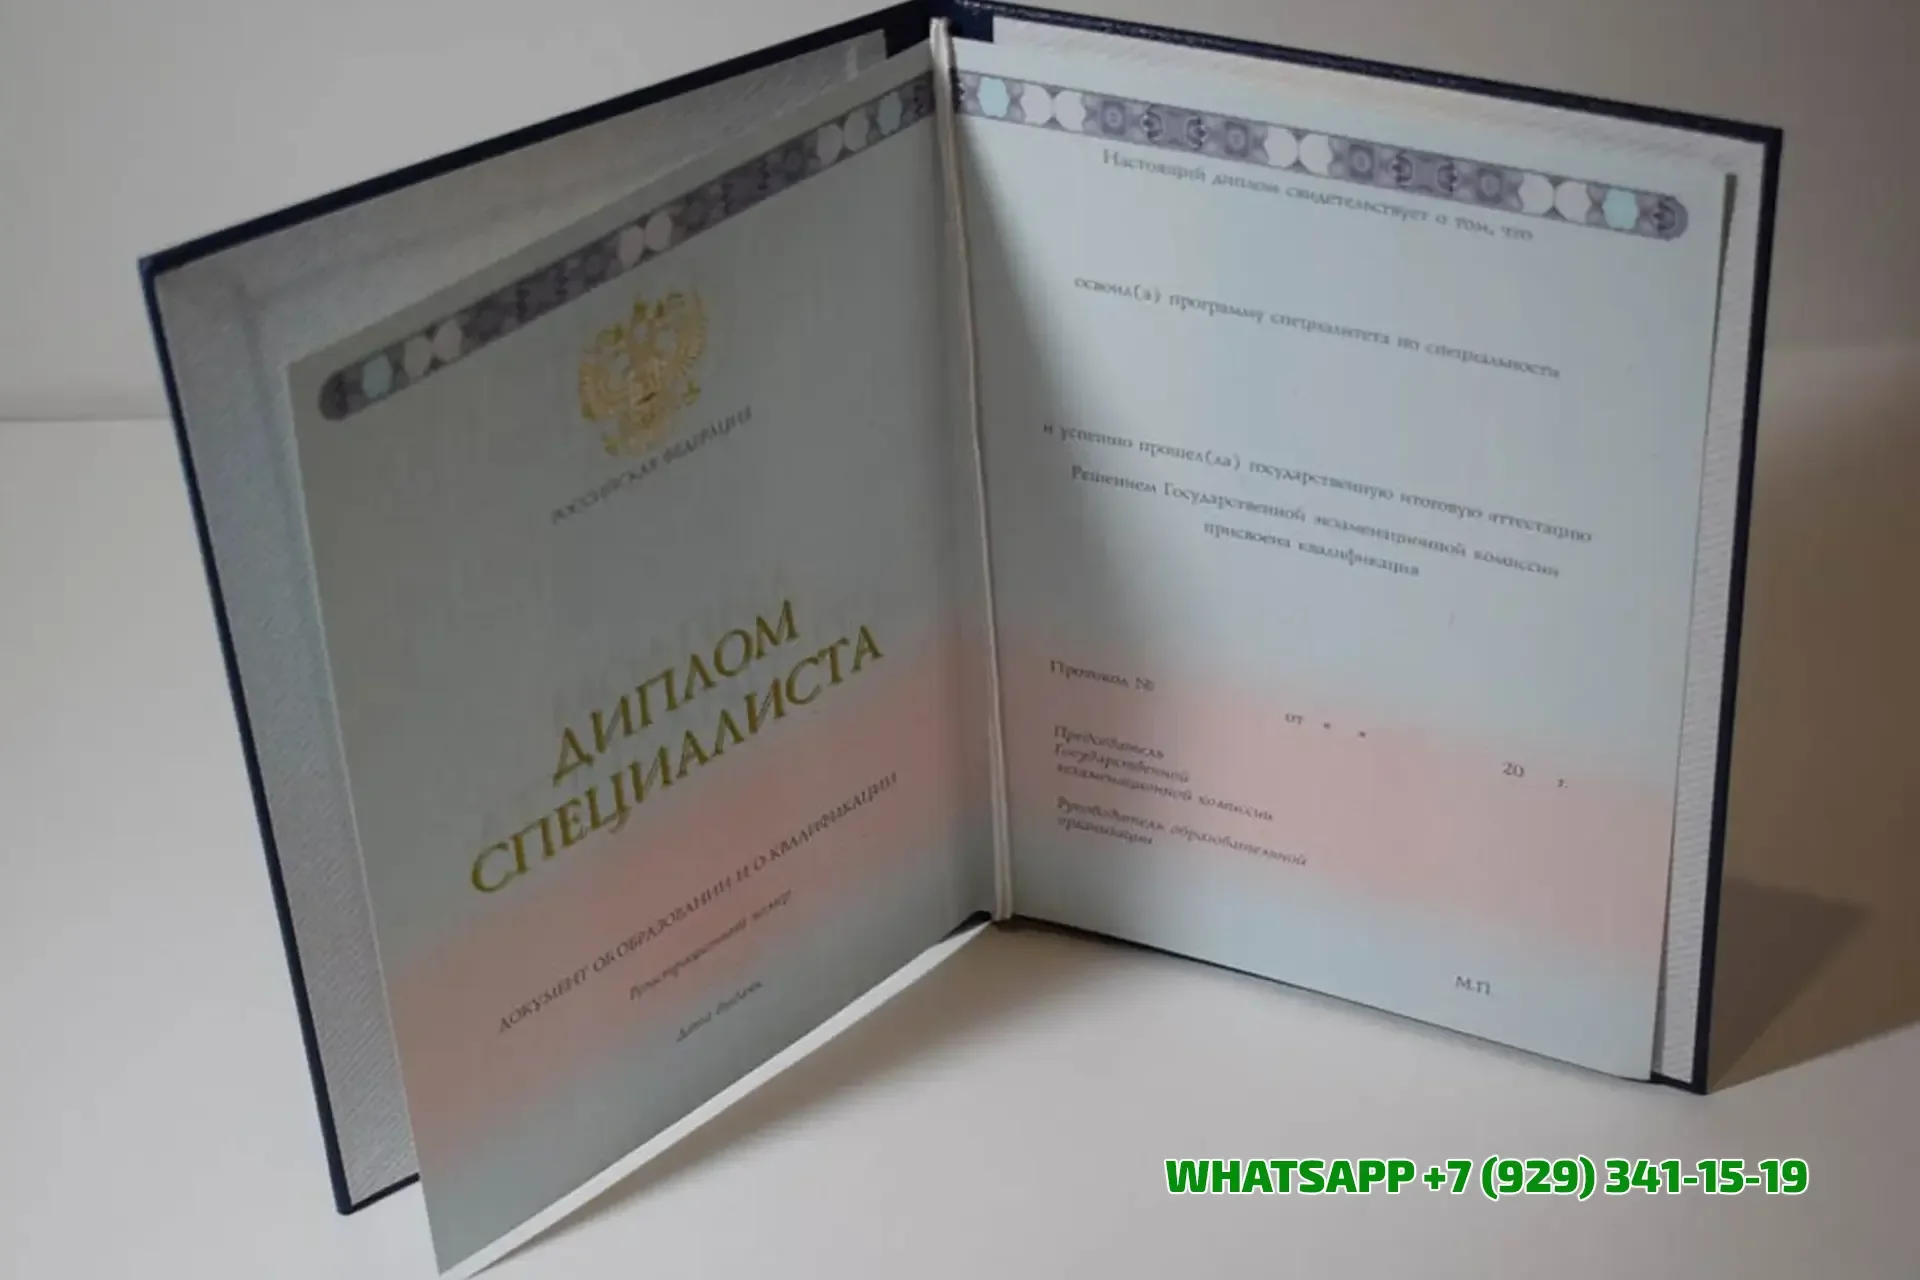 РОССИЙСКАЯ ФЕДЕРАЦИЯ
ДИПЛОМ
СПЕЦИАЛИСТА
ДОКУМЕНТ ОБ ОБРАЗОВАНИИ И О КВАЛИФИКАЦИИ
Регистрационный номер
Дата выдачи
Настоящий диплом свидетельствует о том, что
освоил(а) программу специалитета по специальности
и успешно прошел(ла) государственную итоговую аттестацию
Решением Государственной экзаменационной комиссии
присвоена квалификация
Протокол №
от « »
20 г.
Председатель
Государственной
экзаменационной комиссии
Руководитель образовательной
организации
М.П.
WHATSAPP +7 (929) 341-15-19